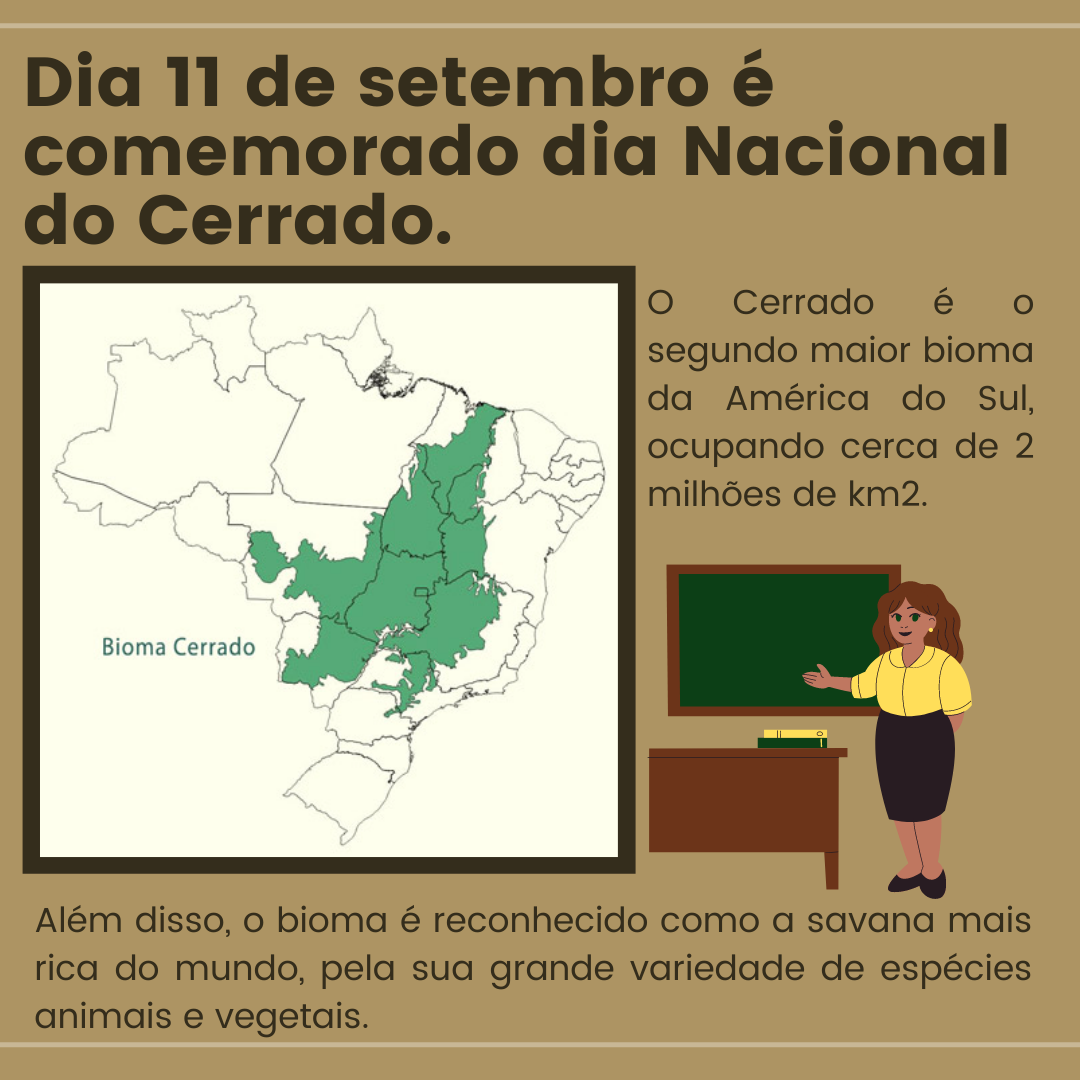 Dia 11 de setembro é
comemorado dia Nacional
do Cerrado.
O Cerrado é o
segundo maior bioma
da América do Sul,
ocupando cerca de 2
milhões de km2.
Bioma Cerrado
Além disso, o bioma é reconhecido como a savana mais
rica do mundo, pela sua grande variedade de espécies
animais e vegetais.